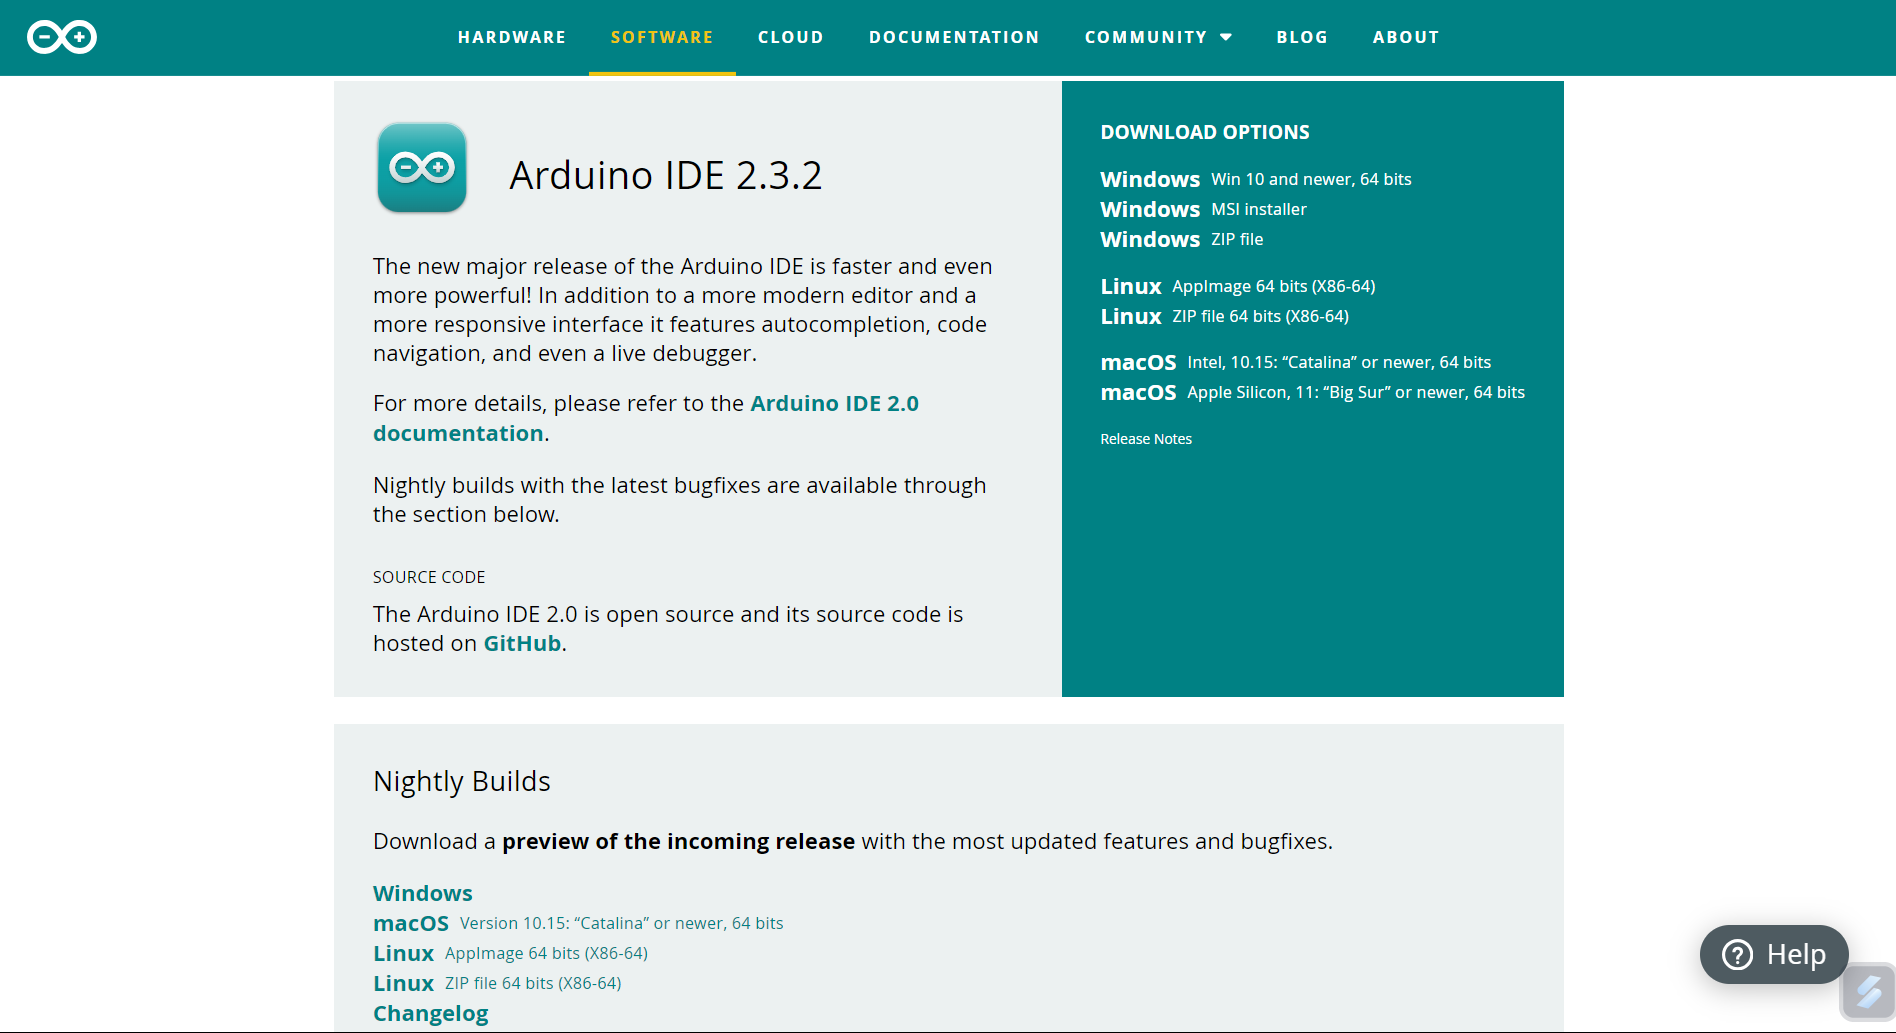 HARDWARE SOFTWARE CLOUD DOCUMENTATION COMMUNITY BLOG ABOUT
Arduino IDE 2.3.2
The new major release of the Arduino IDE is faster and even
more powerful! In addition to a more modern editor and a
more responsive interface it features autocompletion, code
navigation, and even a live debugger.
For more details, please refer to the Arduino IDE 2.0
documentation.
Nightly builds with the latest bugfixes are available through
the section below.
SOURCE CODE
The Arduino IDE 2.0 is open source and its source code is
hosted on GitHub.
DOWNLOAD OPTIONS
Windows Win 10 and newer, 64 bits
Windows MSI installer
Windows ZIP file
Linux AppImage 64 bits (X86-64)
Linux ZIP file 64 bits (X86-64)
macOS Intel, 10.15: “Catalina” or newer, 64 bits
macOS Apple Silicon, 11: “Big Sur” or newer, 64 bits
Release Notes
Nightly Builds
Download a preview of the incoming release with the most updated features and bugfixes.
Windows
macOS Version 10.15: “Catalina” or newer, 64 bits
Linux AppImage 64 bits (X86-64)
Linux ZIP file 64 bits (X86-64)
Changelog
Help